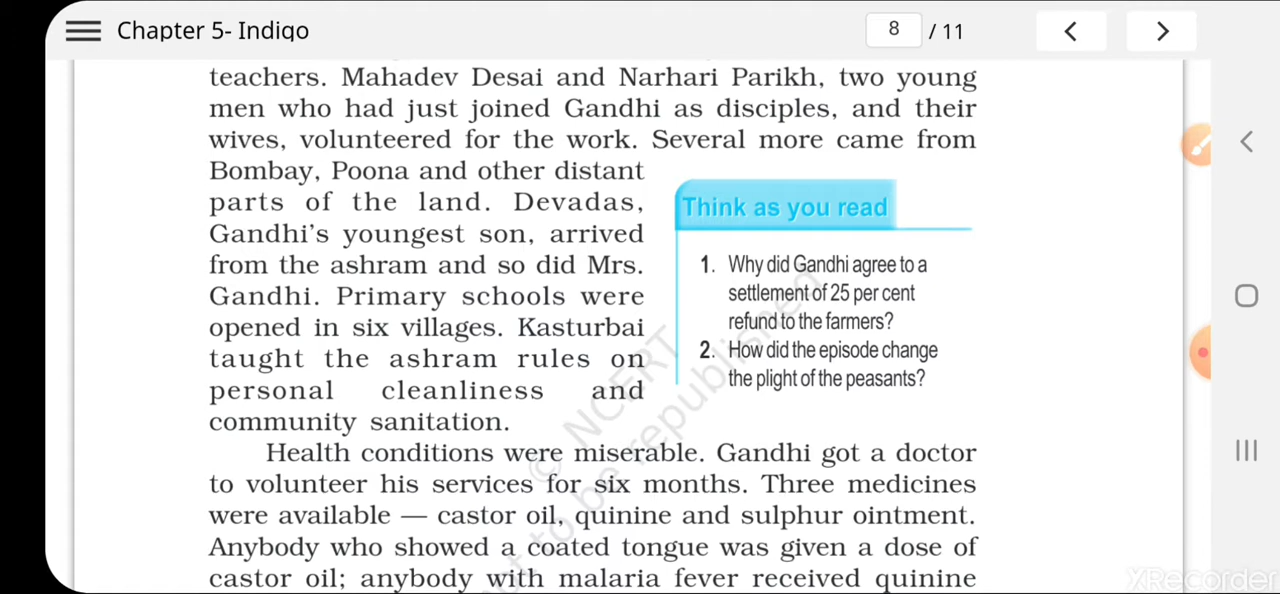 Chapter 5- Indigo
8 / 11
teachers. Mahadev Desai and Narhari Parikh, two young
men who had just joined Gandhi as disciples, and their
wives, volunteered for the work. Several more came from
Bombay, Poona and other distant
parts of the land. Devadas,
Gandhi's youngest son, arrived
from the ashram and so did Mrs.
Gandhi. Primary schools were
opened in six villages. Kasturbai
taught the ashram rules on
personal cleanliness and
community sanitation.
Think as you read
1. Why did Gandhi agree to a
settlement of 25 per cent
refund to the farmers?
2. How did the episode change
the plight of the peasants?
Health conditions were miserable. Gandhi got a doctor
to volunteer his services for six months. Three medicines
were available — castor oil, quinine and sulphur ointment.
Anybody who showed a coated tongue was given a dose of
castor oil; anybody with malaria fever received quinine
© NCERT
not to be republished
XRecorder